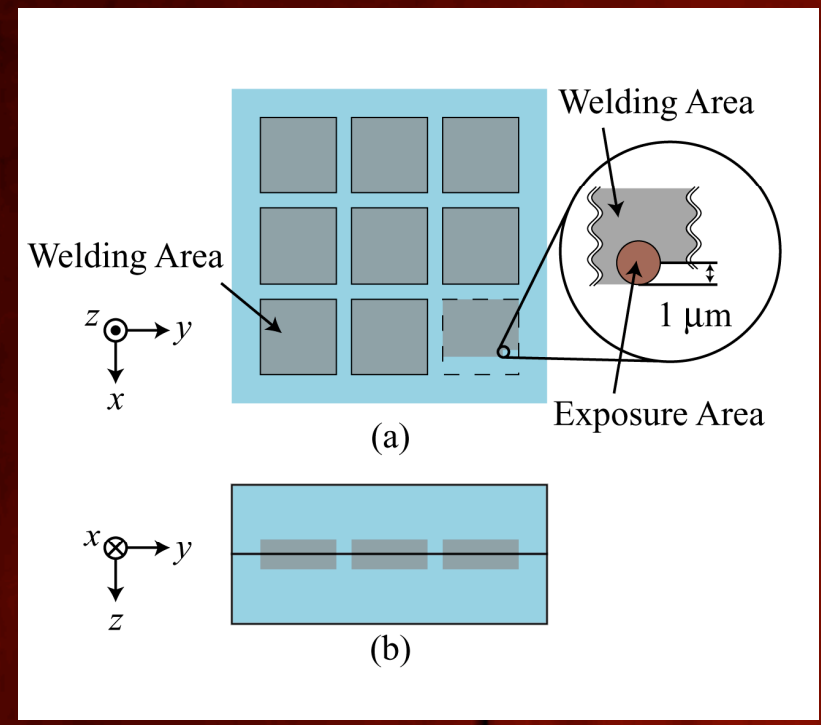 Welding Area
Welding Area
z
y
x
1 μm
Exposure Area
(a)
x
y
z
(b)